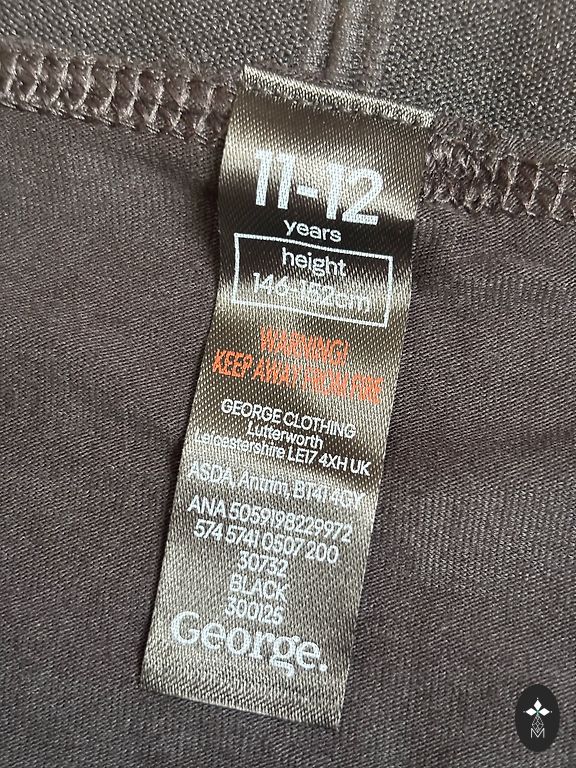 11-12
years
height
146-152cm
WARNING!
KEEP AWAY FROM FIRE
GEORGE CLOTHING
Lutterworth
Leicestershire LE17 4XH UK
ASDA, Antrim, BT41 4GY
ANA 5059198229972
574 5741 0507 200
30732
BLACK
300125
George.
M